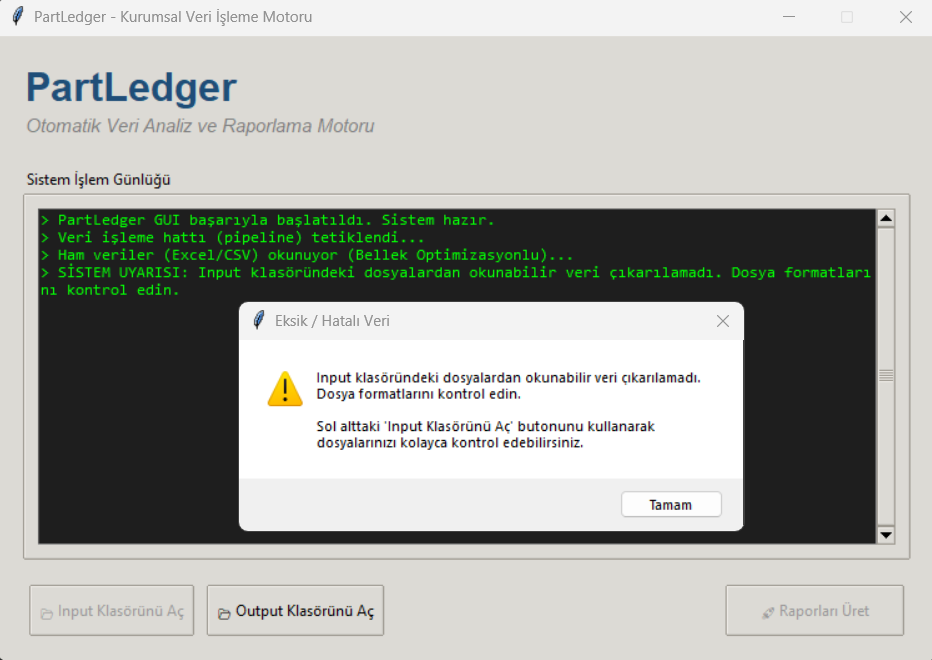 PartLedger - Kurumsal Veri İşleme Motoru
PartLedger
Otomatik Veri Analiz ve Raporlama Motoru
Sistem İşlem Günlüğü
> PartLedger GUI başarıyla başlatıldı. Sistem hazır.
> Veri işleme hattı (pipeline) tetiklendi...
> Ham veriler (Excel/CSV) okunuyor (Bellek Optimizasyonlu)...
> SİSTEM UYARISI: Input klasöründeki dosyalardan okunabilir veri çıkarılamadı. Dosya formatları
nı kontrol edin.
Eksik / Hatalı Veri
Input klasöründeki dosyalardan okunabilir veri çıkarılamadı.
Dosya formatlarını kontrol edin.
Sol alttaki 'Input Klasörünü Aç' butonunu kullanarak
dosyalarınızı kolayca kontrol edebilirsiniz.
Tamam
Input Klasörünü Aç
Output Klasörünü Aç
Raporları Üret